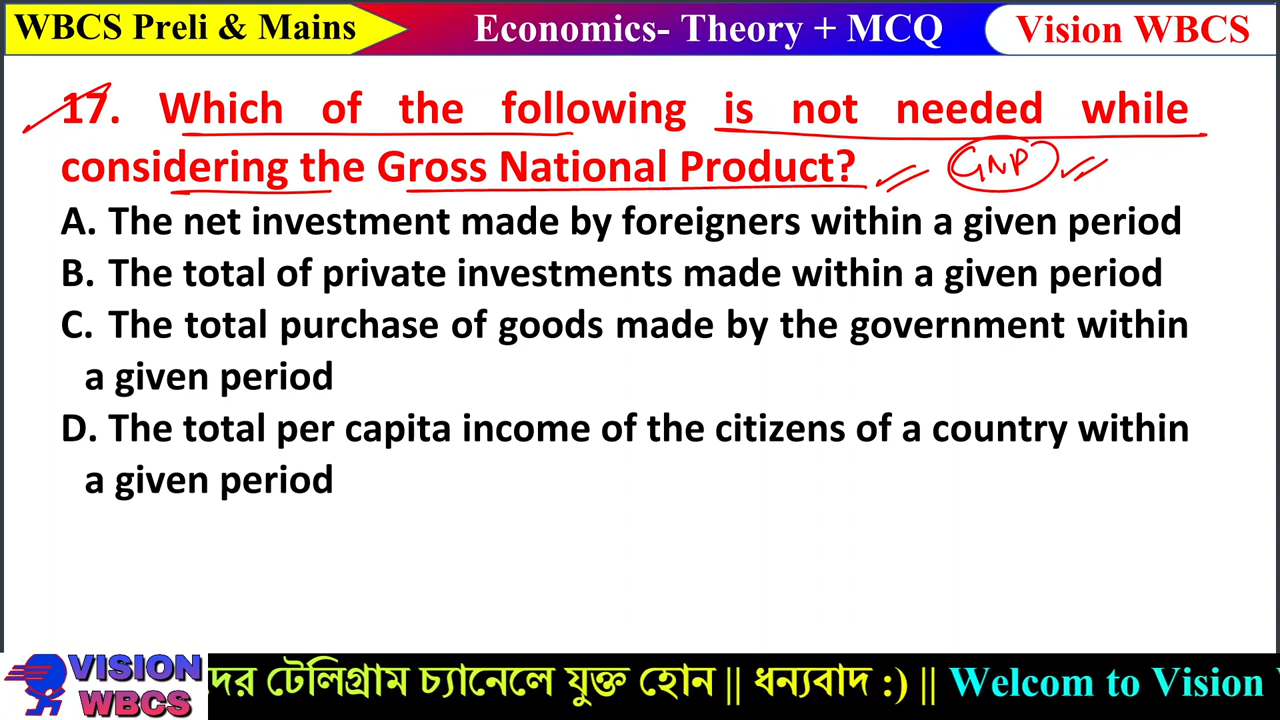 WBCS Preli & Mains
Economics- Theory + MCQ
Vision WBCS
17. Which of the following is not needed while
considering the Gross National Product?
GNP
A. The net investment made by foreigners within a given period
B. The total of private investments made within a given period
C. The total purchase of goods made by the government within
a given period
D. The total per capita income of the citizens of a country within
a given period
VISION
WBCS
দের টেলিগ্রাম চ্যানেলে যুক্ত হোন || ধন্যবাদ :) || Welcom to Vision